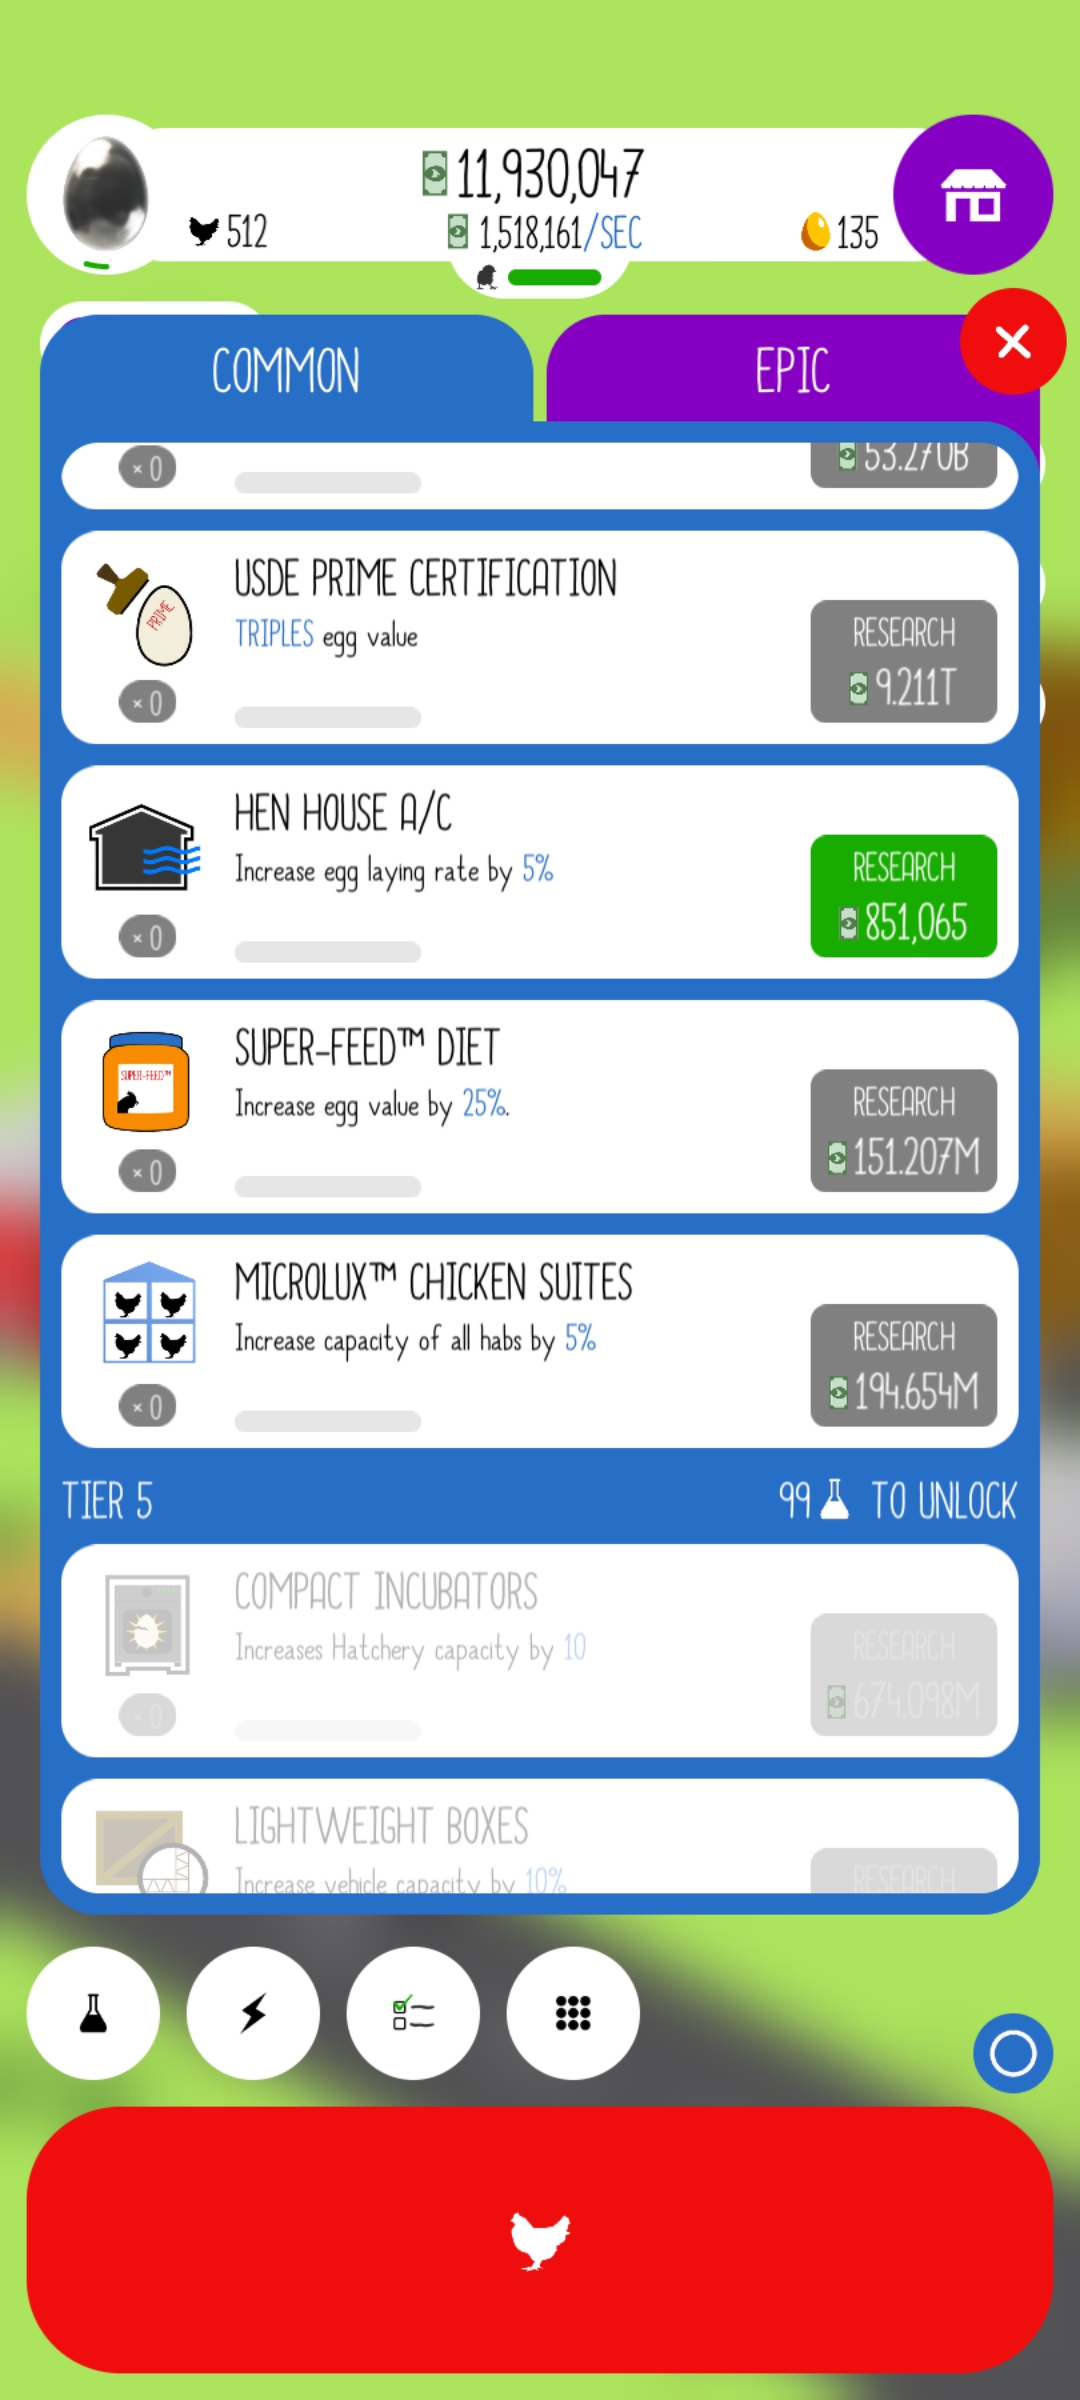 11,930,047
512
1,518,161/SEC
135
COMMON
EPIC
× 0
53.270B
USDE PRIME CERTIFICATION
TRIPLES egg value
PRIME
× 0
RESEARCH
9.211T
HEN HOUSE A/C
Increase egg laying rate by 5%
× 0
RESEARCH
851,065
SUPER-FEED™ DIET
Increase egg value by 25%.
SUPER-FEED™
× 0
RESEARCH
151.207M
MICROLUX™ CHICKEN SUITES
Increase capacity of all habs by 5%
× 0
RESEARCH
194.654M
TIER 5
99 TO UNLOCK
COMPACT INCUBATORS
Increases Hatchery capacity by 10
× 0
RESEARCH
674.098M
LIGHTWEIGHT BOXES
Increase vehicle capacity by 10%
RESEARCH